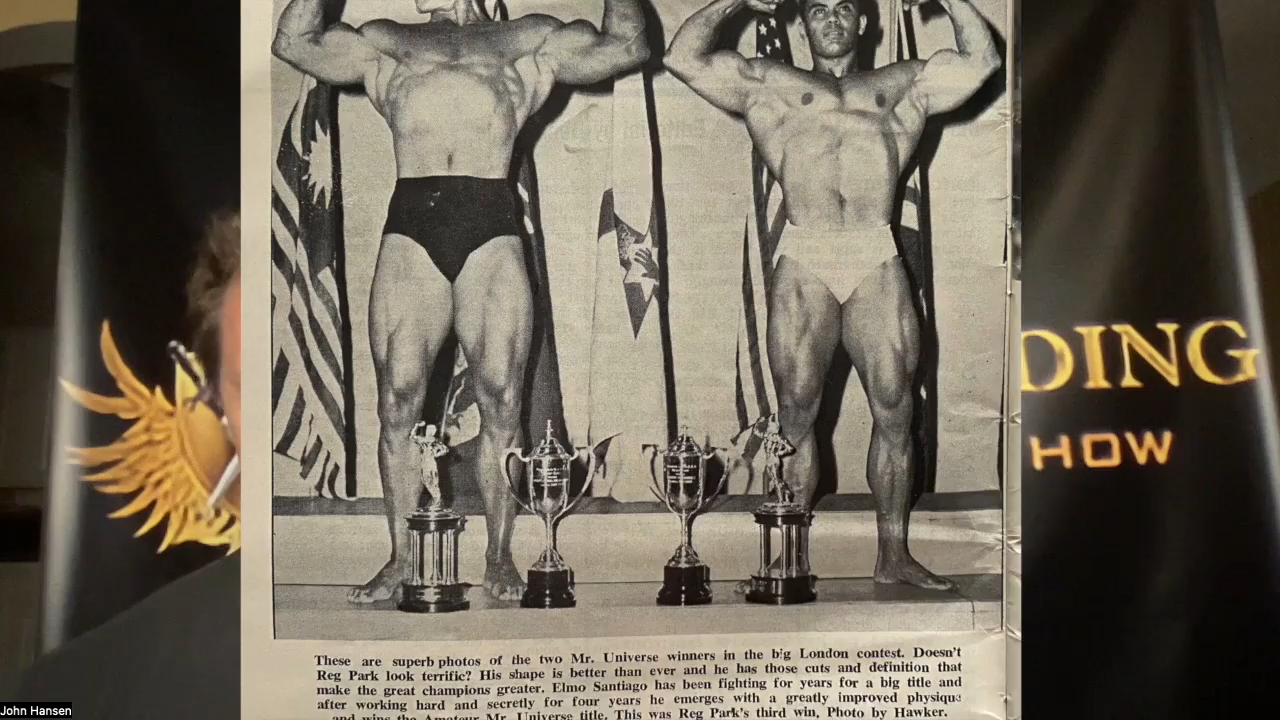 DING
HOW
These are superb photos of the two Mr. Universe winners in the big London contest. Doesn't
Reg Park look terrific? His shape is better than ever and he has those cuts and definition that
make the great champions greater. Elmo Santiago has been fighting for years for a big title and
after working hard and secretly for four years he emerges with a greatly improved physique
and wins the Amateur Mr. Universe title. This was Reg Park's third win, Photo by Hawker.
John Hansen